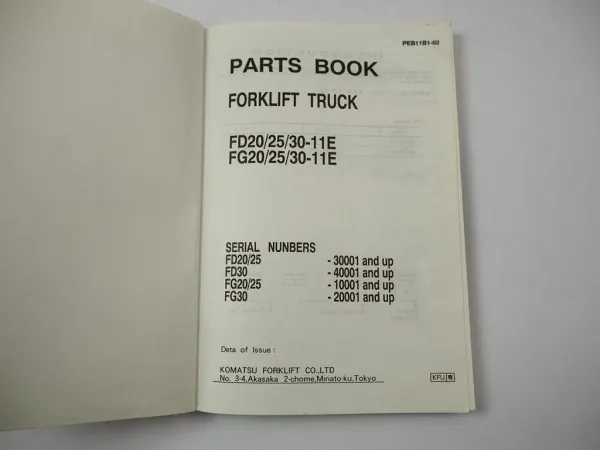 PEB11B1-02
PARTS BOOK
FORKLIFT TRUCK
FD20/25/30-11E
FG20/25/30-11E
SERIAL NUNBERS
FD20/25 - 30001 and up
FD30 - 40001 and up
FG20/25 - 10001 and up
FG30 - 20001 and up
Deta of Issue :
KOMATSU FORKLIFT CO.,LTD
No. 3-4,Akasaka 2-chome,Minato-ku,Tokyo
KFU